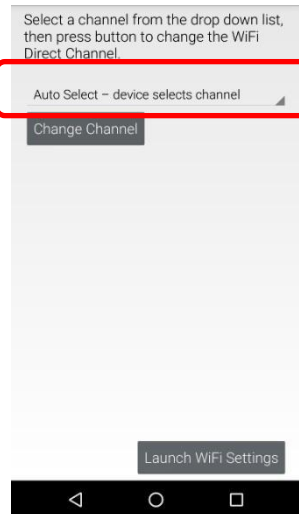 Select a channel from the drop down list,
then press button to change the WiFi
Direct Channel.
Auto Select – device selects channel
Change Channel
Launch WiFi Settings